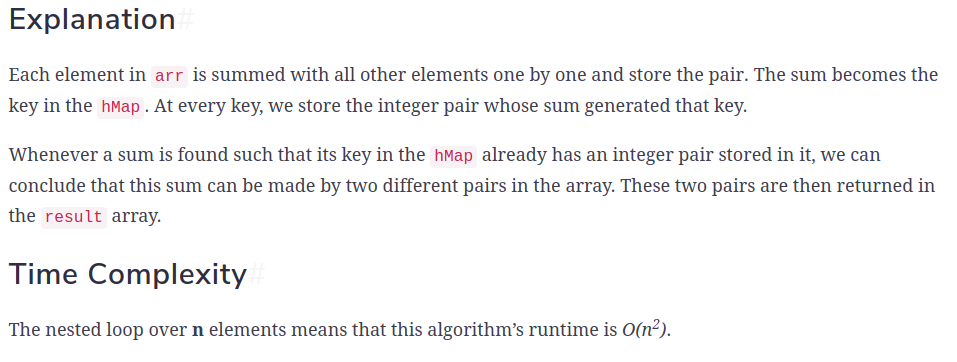 Explanation#
Each element in arr is summed with all other elements one by one and store the pair. The sum becomes the
key in the hMap. At every key, we store the integer pair whose sum generated that key.
Whenever a sum is found such that its key in the hMap already has an integer pair stored in it, we can
conclude that this sum can be made by two different pairs in the array. These two pairs are then returned in
the result array.
Time Complexity#
The nested loop over n elements means that this algorithm’s runtime is O(n²).